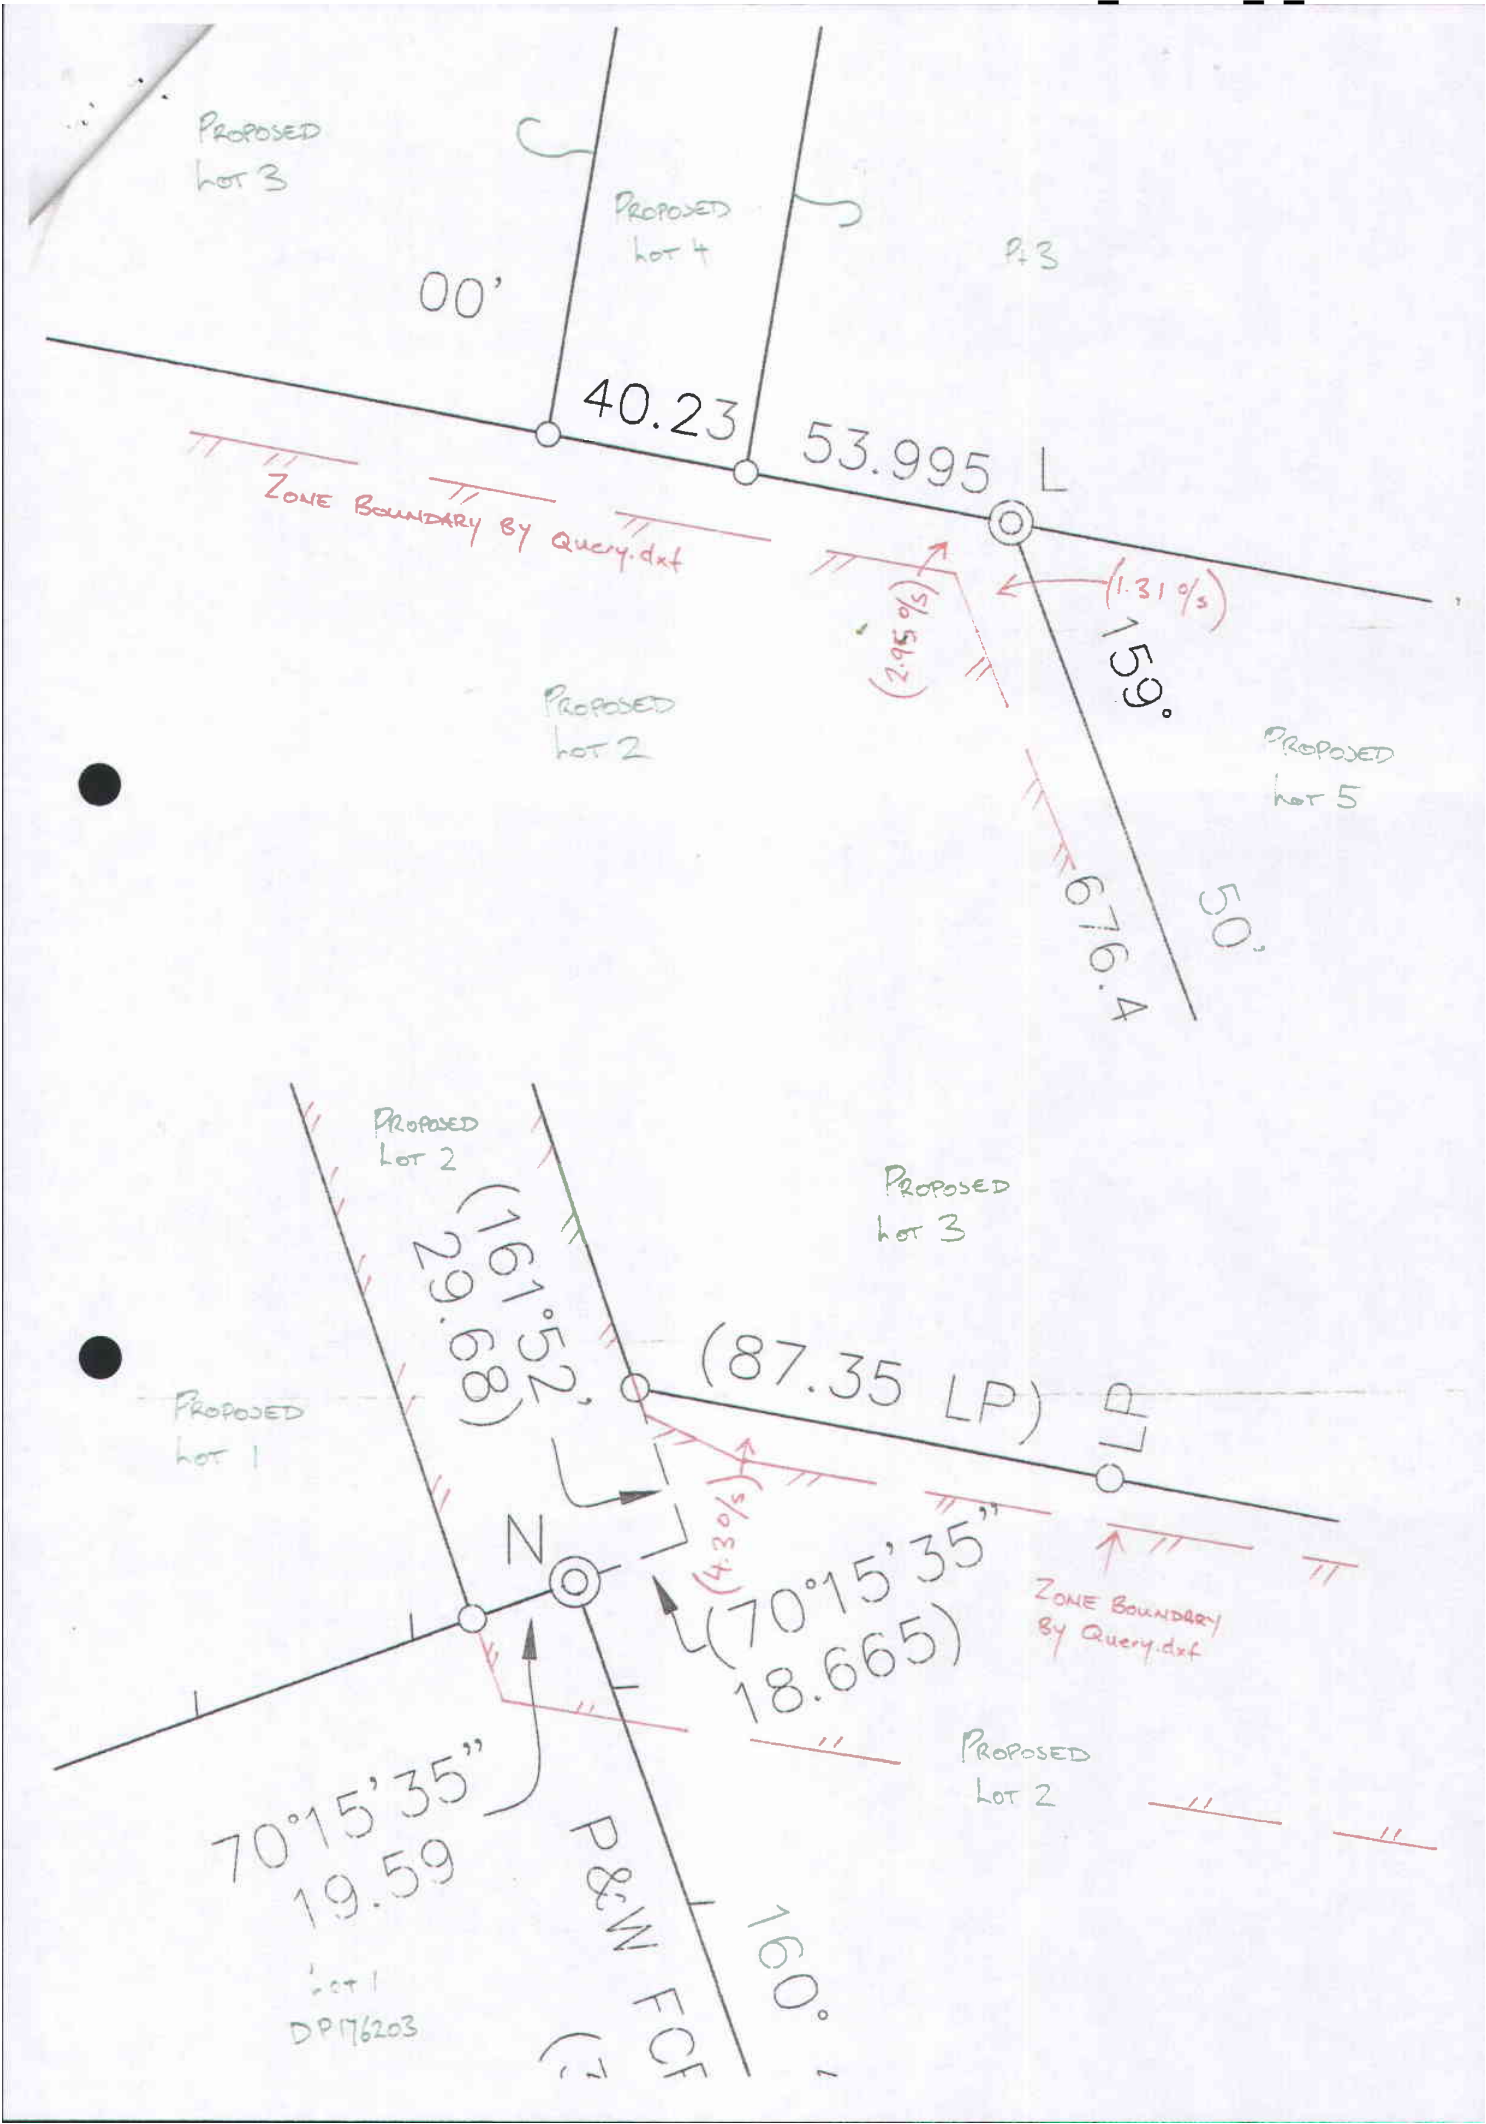 PROPOSED
LOT 3
PROPOSED
LOT 4
Pt 3
00'
40.23
53.995
L
ZONE BOUNDARY BY Query.dxf
(2.95 o/s)
(1.31 o/s)
159°
PROPOSED
LOT 2
PROPOSED
LOT 5
676.4
50'
PROPOSED
LOT 2
(161°52'
29.68)
PROPOSED
LOT 3
(87.35 LP)
LP
PROPOSED
LOT 1
N
(4.3 o/s)
(70°15'35"
18.665)
ZONE BOUNDARY
By Query.dxf
PROPOSED
LOT 2
70°15'35"
19.59
P&W FCF
160°
LOT 1
DP176203